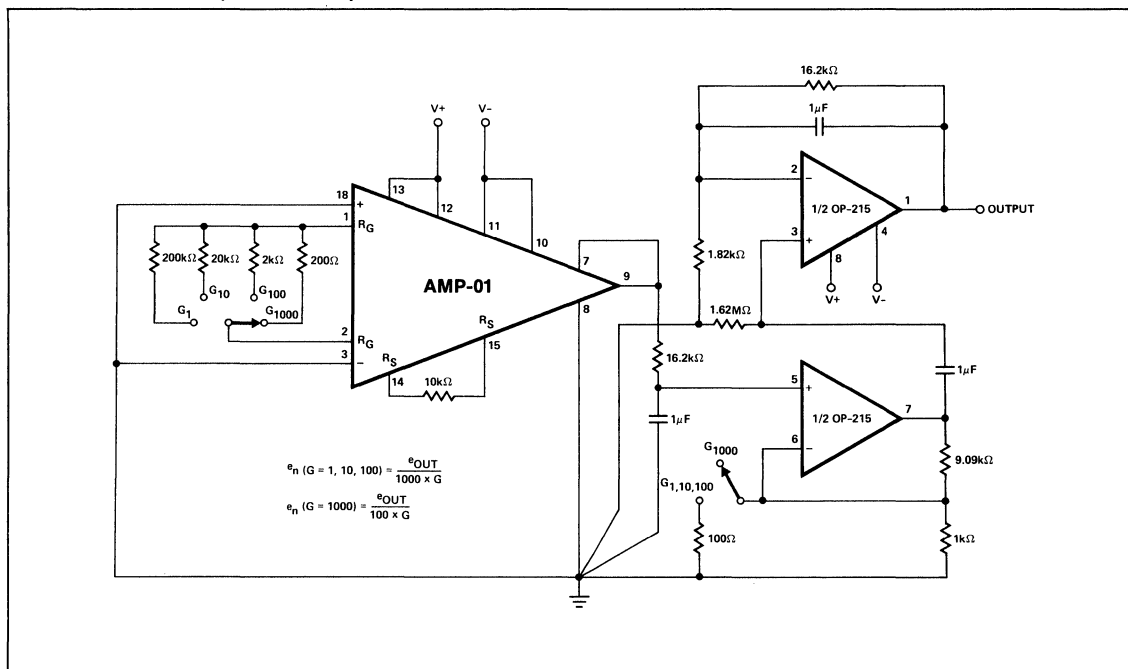 16.2kΩ
1μF
V+
V−
2
−
1/2 OP-215
1
OUTPUT
3
+
4
8
V+
V−
18
+
13
12
11
10
1
RG
200kΩ
20kΩ
2kΩ
200Ω
G10
G100
G1
G1000
AMP-01
7
9
8
1.82kΩ
1.62MΩ
2
RG
3
−
RS
15
RS
14
10kΩ
16.2kΩ
1μF
5
+
1/2 OP-215
7
6
−
1μF
9.09kΩ
G1000
G1,10,100
100Ω
1kΩ
en (G = 1, 10, 100) = eOUT / 1000 × G
en (G = 1000) = eOUT / 100 × G